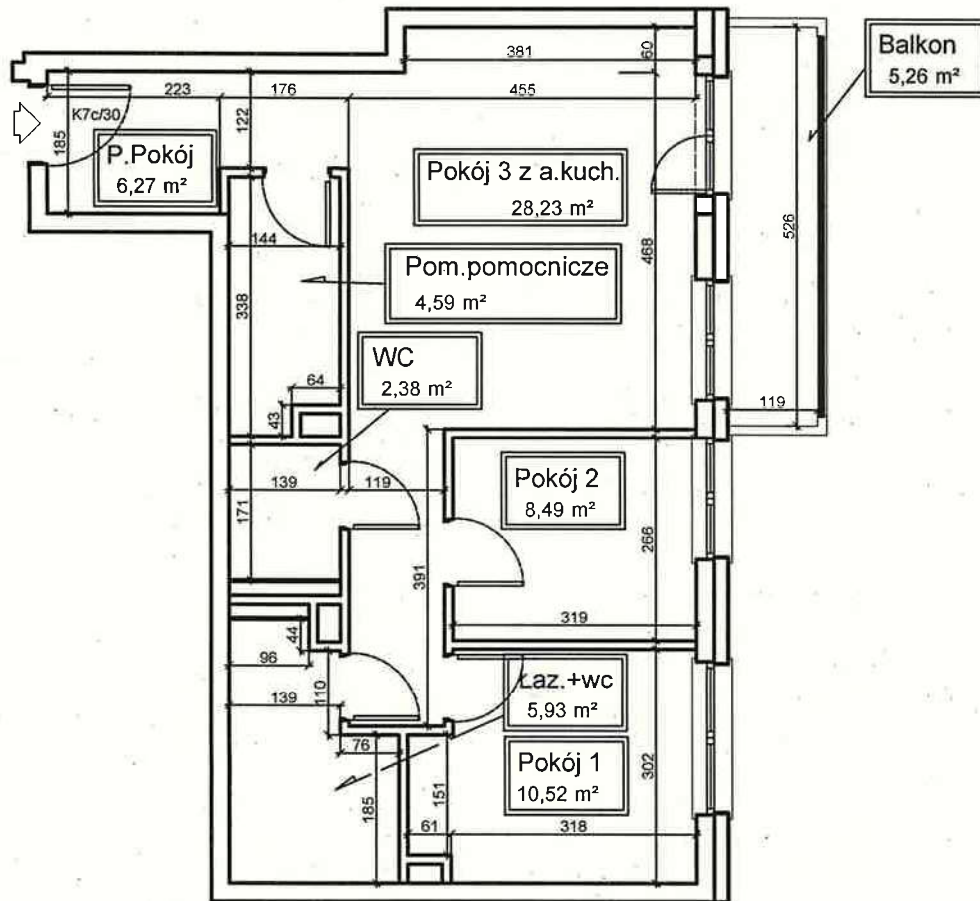 Balkon
5,26 m²
381
60
223
176
455
K7c/30
185
122
P.Pokój
6,27 m²
Pokój 3 z a.kuch.
28,23 m²
526
144
468
Pom.pomocnicze
4,59 m²
338
WC
2,38 m²
64
43
119
139
119
171
Pokój 2
8,49 m²
266
391
319
44
96
110
139
Łaz.+wc
5,93 m²
76
Pokój 1
10,52 m²
302
185
151
61
318